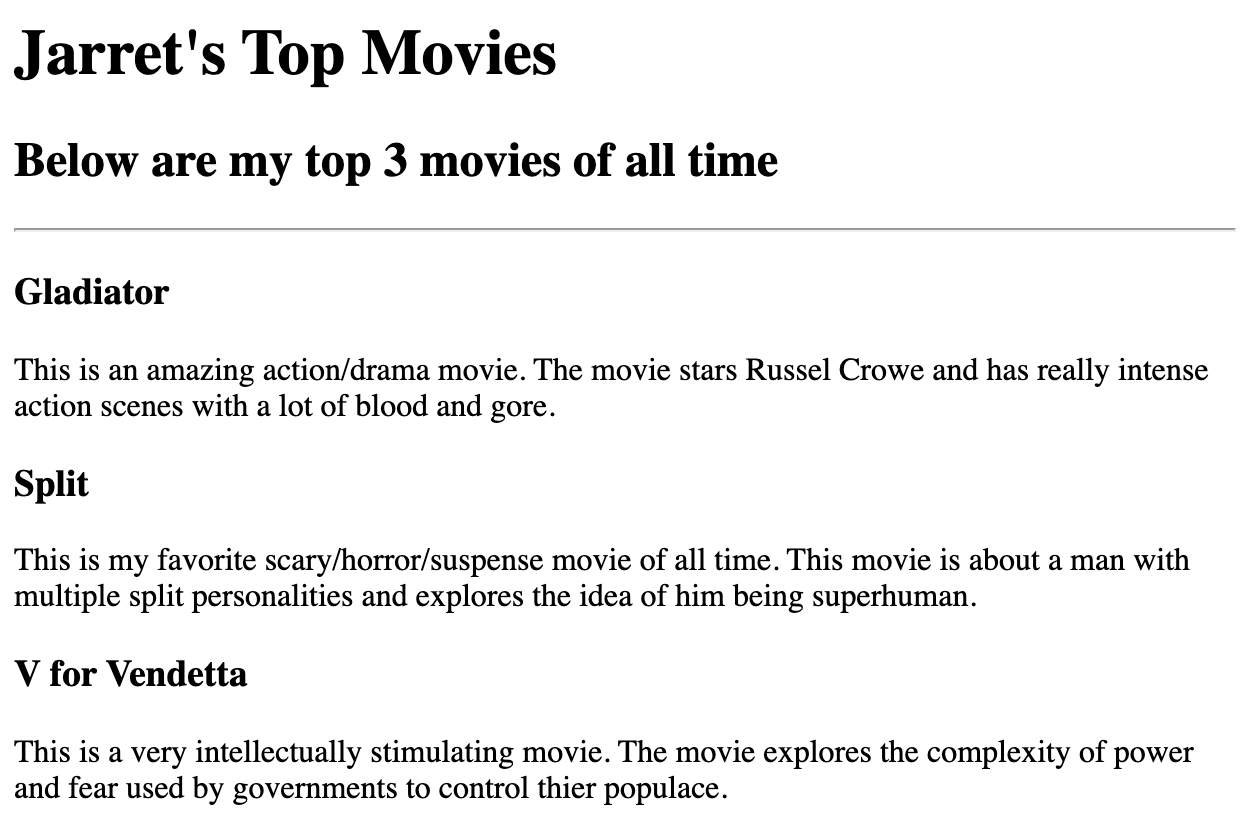 Jarret's Top Movies
Below are my top 3 movies of all time
Gladiator
This is an amazing action/drama movie. The movie stars Russel Crowe and has really intense
action scenes with a lot of blood and gore.
Split
This is my favorite scary/horror/suspense movie of all time. This movie is about a man with
multiple split personalities and explores the idea of him being superhuman.
V for Vendetta
This is a very intellectually stimulating movie. The movie explores the complexity of power
and fear used by governments to control thier populace.